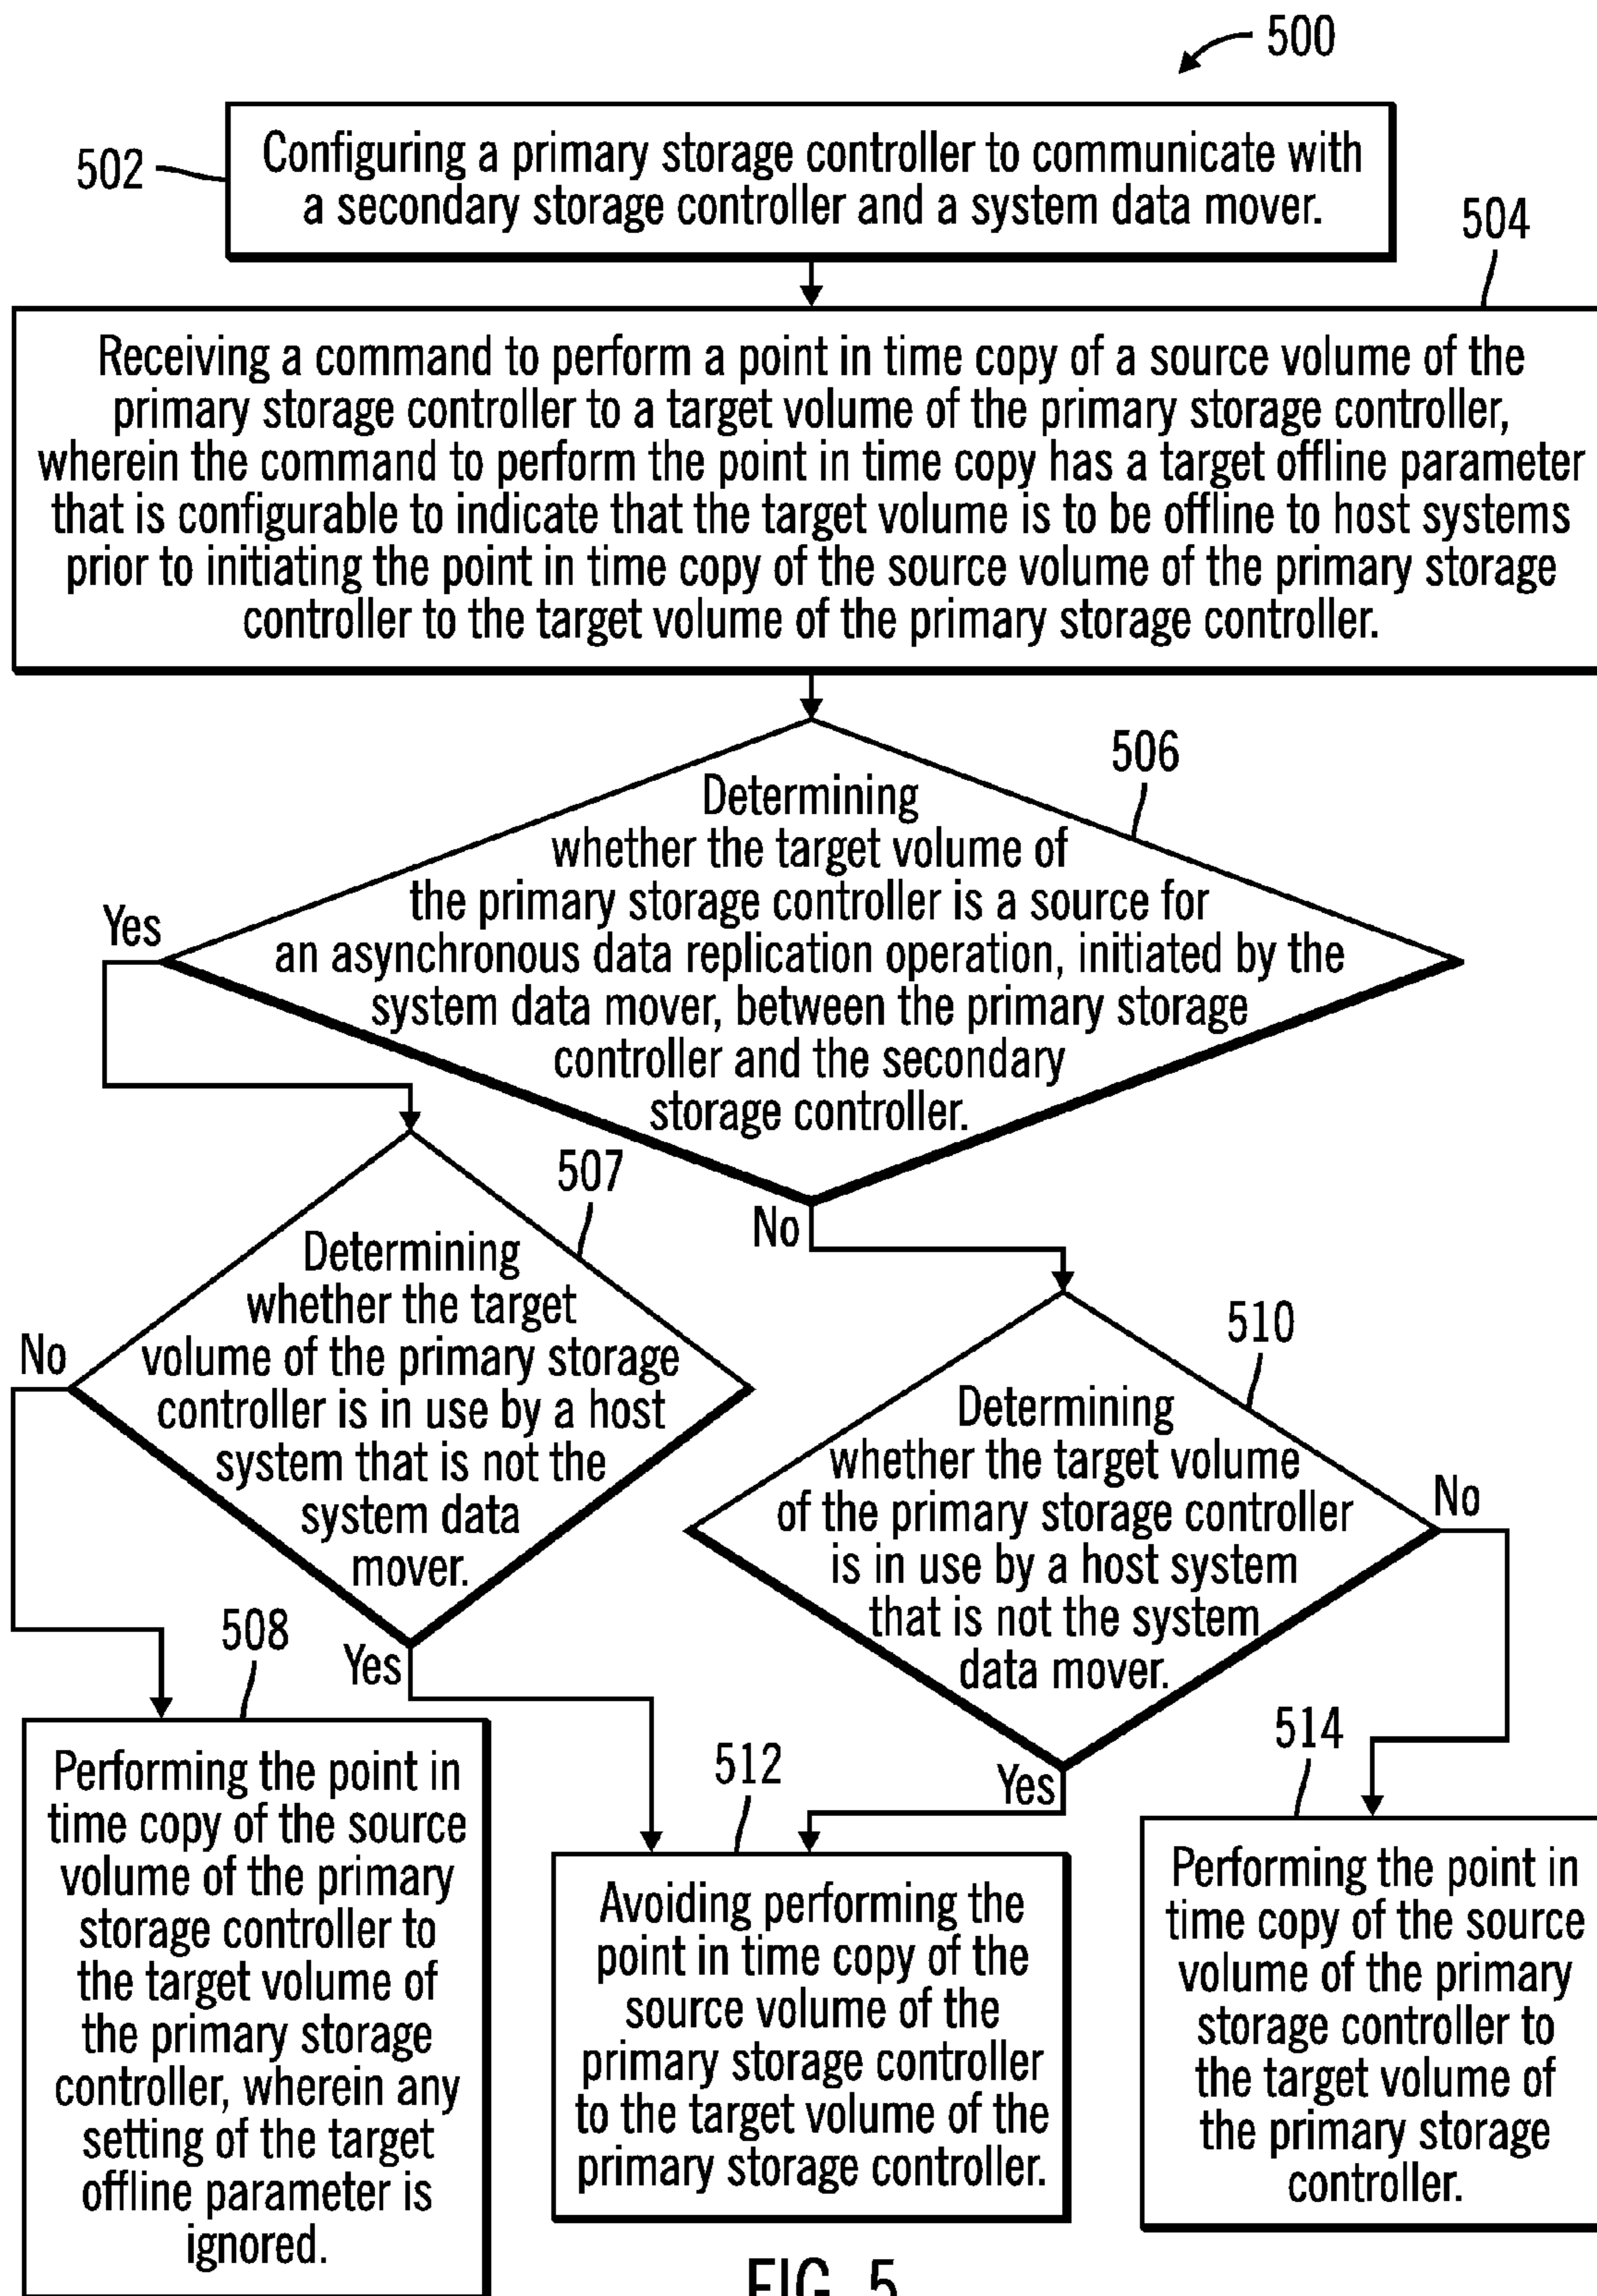 500
502
Configuring a primary storage controller to communicate with
a secondary storage controller and a system data mover.
504
Receiving a command to perform a point in time copy of a source volume of the
primary storage controller to a target volume of the primary storage controller,
wherein the command to perform the point in time copy has a target offline parameter
that is configurable to indicate that the target volume is to be offline to host systems
prior to initiating the point in time copy of the source volume of the primary storage
controller to the target volume of the primary storage controller.
506
Determining
whether the target volume of
the primary storage controller is a source for
an asynchronous data replication operation, initiated by the
system data mover, between the primary storage
controller and the secondary
storage controller.
Yes
No
507
Determining
whether the target
volume of the primary storage
controller is in use by a host
system that is not the
system data
mover.
No
Yes
510
Determining
whether the target volume
of the primary storage controller
is in use by a host system
that is not the system
data mover.
No
Yes
508
Performing the point in
time copy of the source
volume of the primary
storage controller to
the target volume of
the primary storage
controller, wherein any
setting of the target
offline parameter is
ignored.
512
Avoiding performing the
point in time copy of the
source volume of the
primary storage controller
to the target volume of the
primary storage controller.
514
Performing the point in
time copy of the source
volume of the primary
storage controller to
the target volume of
the primary storage
controller.
FIG. 5